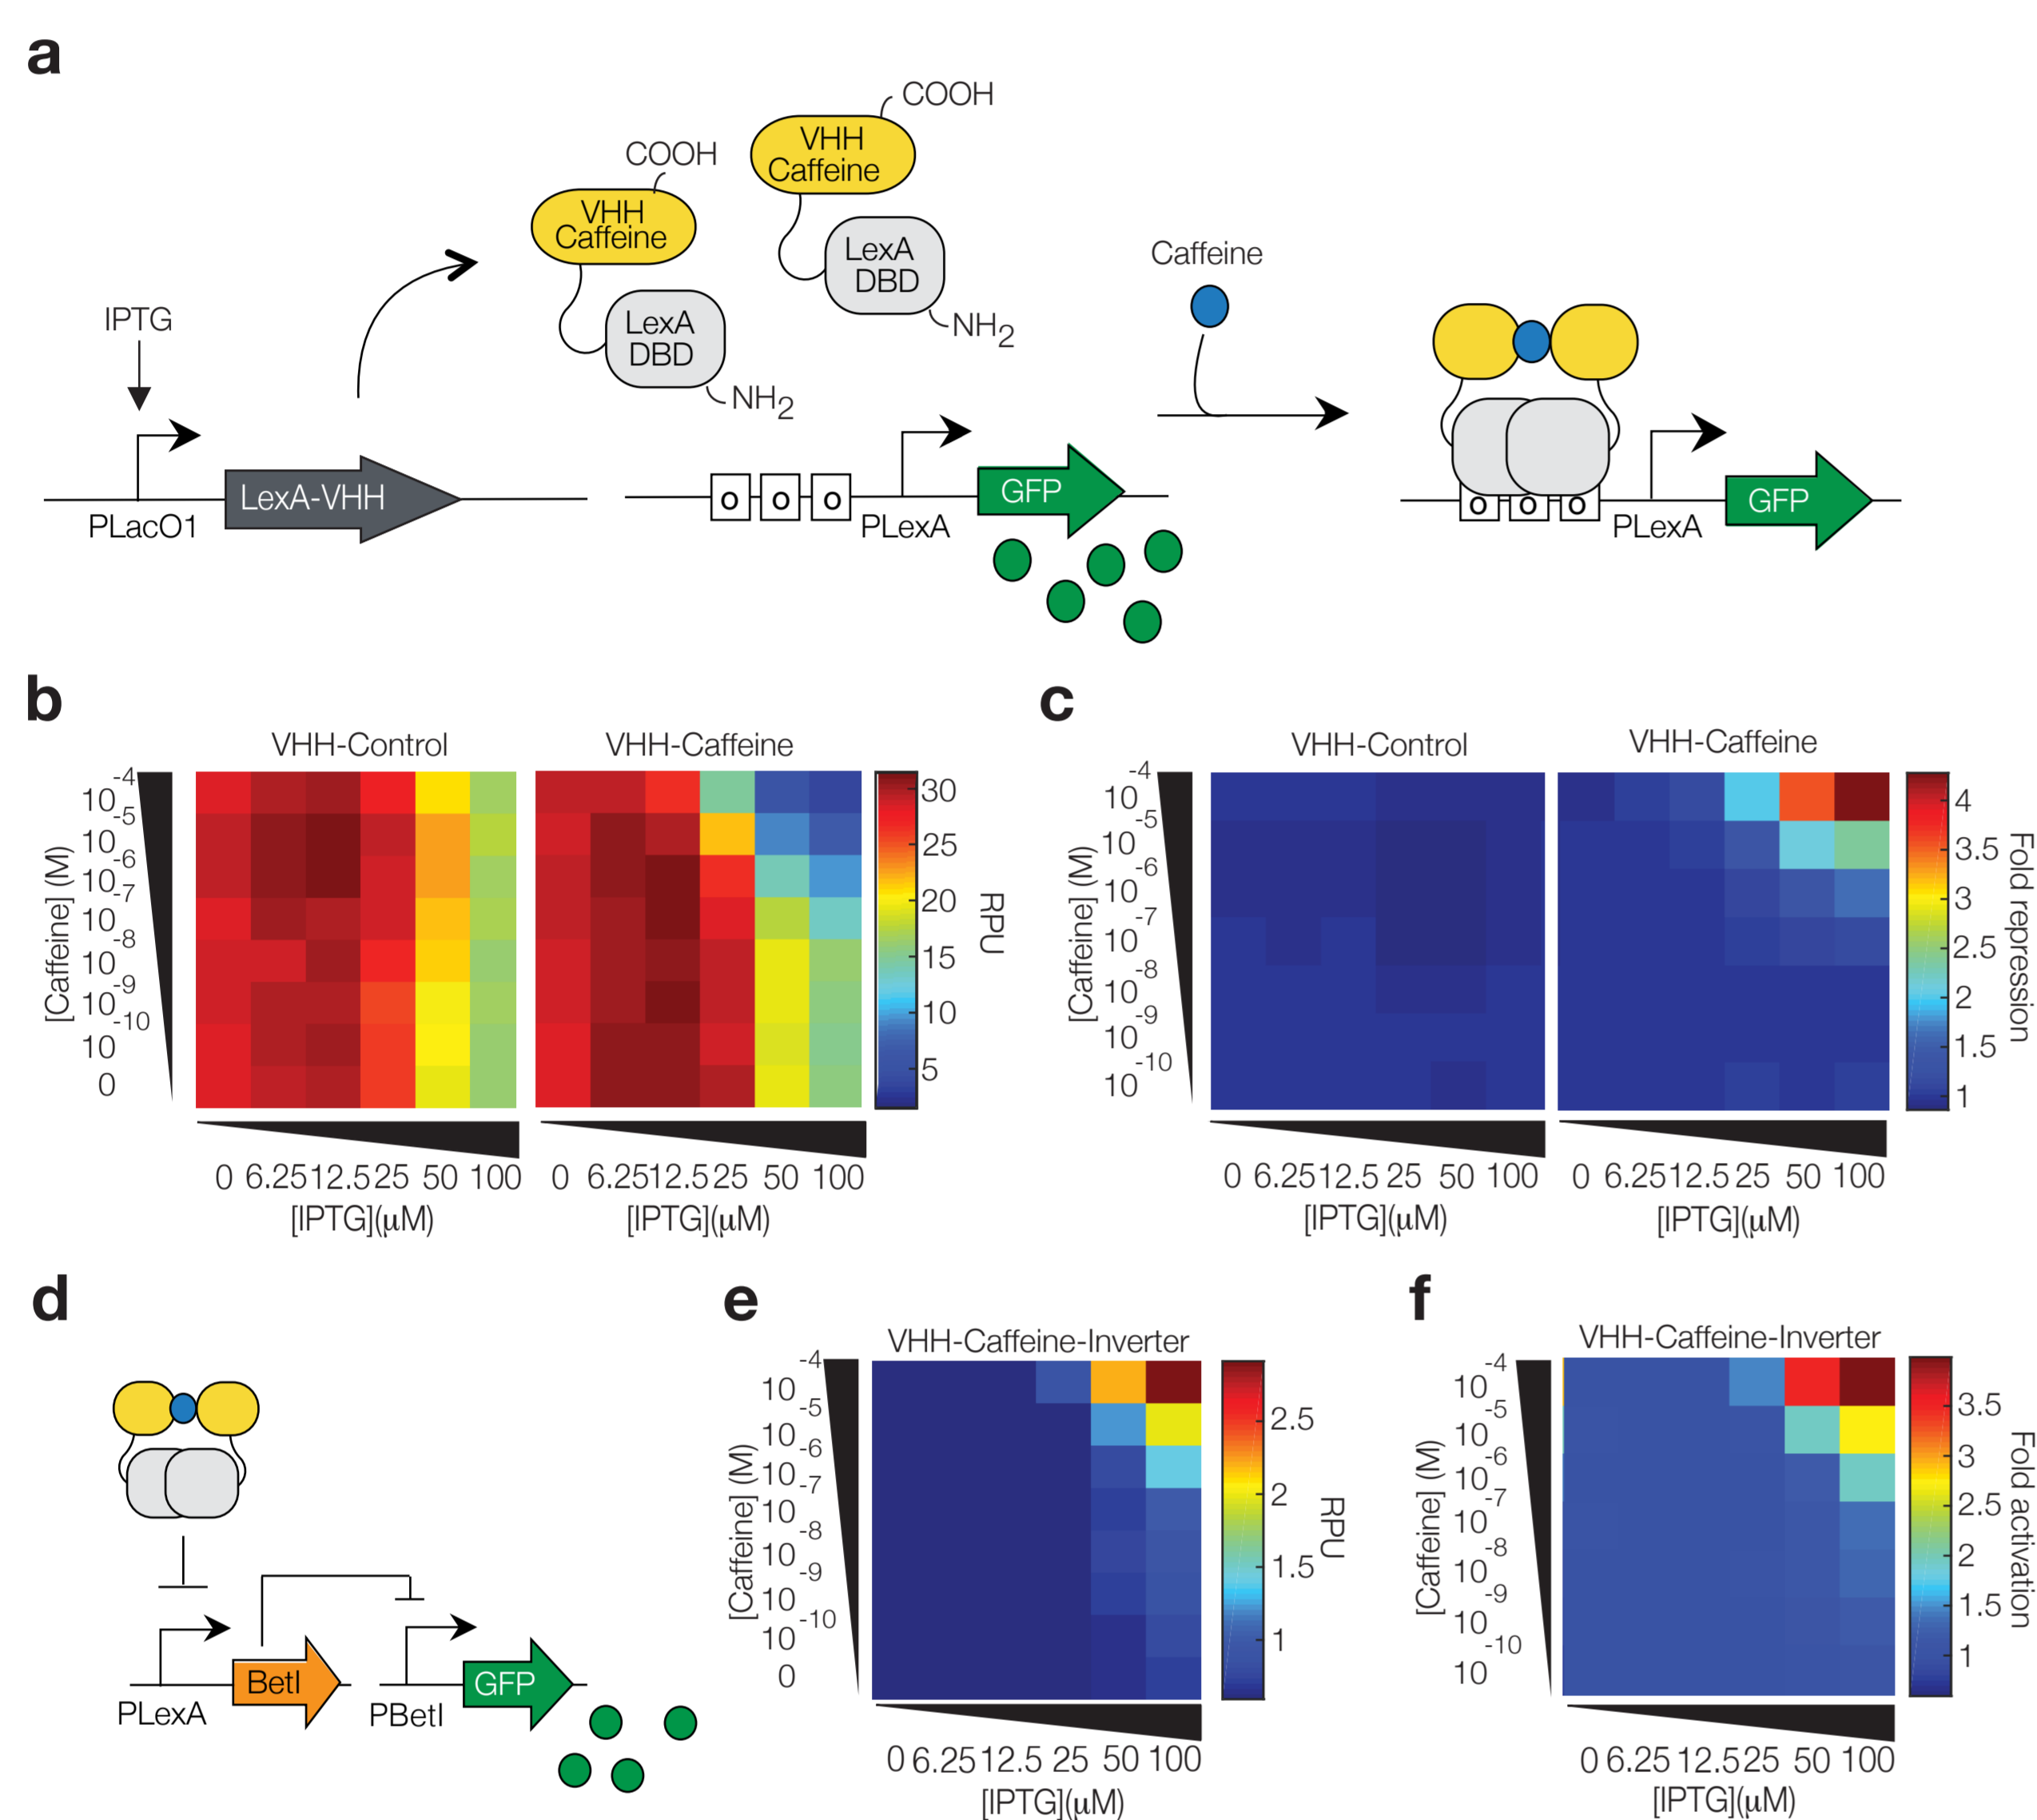 a
COOH
VHH
Caffeine
LexA
DBD
NH2
COOH
VHH
Caffeine
LexA
DBD
NH2
IPTG
PLacO1
LexA-VHH
o o o
PLexA
GFP
Caffeine
o o o
PLexA
GFP
b
VHH-Control
VHH-Caffeine
[Caffeine] (M)
10-4
10-5
10-6
10-7
10-8
10-9
10-10
0
0 6.25 12.5 25 50 100
[IPTG](μM)
0 6.25 12.5 25 50 100
[IPTG](μM)
30
25
20
15
10
5
RPU
c
VHH-Control
VHH-Caffeine
[Caffeine] (M)
10-4
10-5
10-6
10-7
10-8
10-9
10-10
0 6.25 12.5 25 50 100
[IPTG](μM)
0 6.25 12.5 25 50 100
[IPTG](μM)
4
3.5
3
2.5
2
1.5
1
Fold repression
d
PLexA
BetI
PBetI
GFP
e
VHH-Caffeine-Inverter
[Caffeine] (M)
10-4
10-5
10-6
10-7
10-8
10-9
10-10
0
0 6.25 12.5 25 50 100
[IPTG](μM)
2.5
2
1.5
1
RPU
f
VHH-Caffeine-Inverter
[Caffeine] (M)
10-4
10-5
10-6
10-7
10-8
10-9
10-10
0 6.25 12.5 25 50 100
[IPTG](μM)
3.5
3
2.5
2
1.5
1
Fold activation